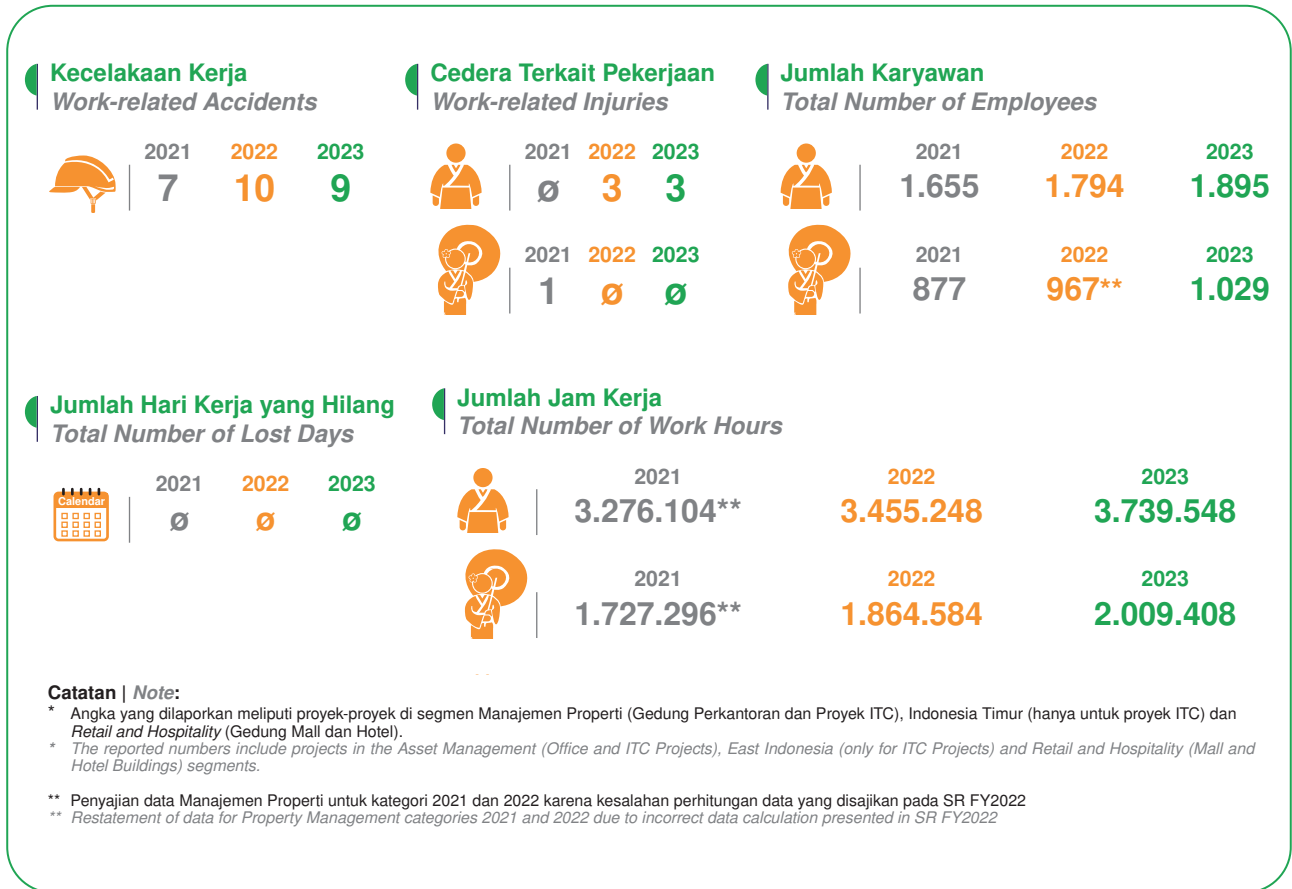 Kecelakaan Kerja
Work-related Accidents
2021 2022 2023
7 10 9
Cedera Terkait Pekerjaan
Work-related Injuries
2021 2022 2023
ø 3 3
2021 2022 2023
1 ø ø
Jumlah Karyawan
Total Number of Employees
2021 2022 2023
1.655 1.794 1.895
2021 2022 2023
877 967** 1.029
Jumlah Hari Kerja yang Hilang
Total Number of Lost Days
Calendar
2021 2022 2023
ø ø ø
Jumlah Jam Kerja
Total Number of Work Hours
2021 2022 2023
3.276.104** 3.455.248 3.739.548
2021 2022 2023
1.727.296** 1.864.584 2.009.408
Catatan | Note:
* Angka yang dilaporkan meliputi proyek-proyek di segmen Manajemen Properti (Gedung Perkantoran dan Proyek ITC), Indonesia Timur (hanya untuk proyek ITC) dan
Retail and Hospitality (Gedung Mall dan Hotel).
* The reported numbers include projects in the Asset Management (Office and ITC Projects), East Indonesia (only for ITC Projects) and Retail and Hospitality (Mall and
Hotel Buildings) segments.
** Penyajian data Manajemen Properti untuk kategori 2021 dan 2022 karena kesalahan perhitungan data yang disajikan pada SR FY2022
** Restatement of data for Property Management categories 2021 and 2022 due to incorrect data calculation presented in SR FY2022